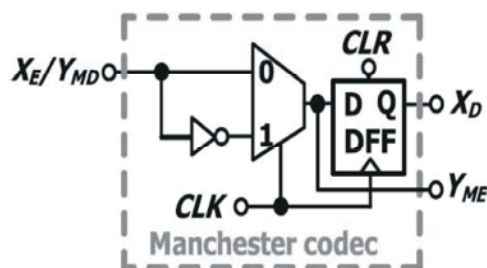 CLR
X_E/Y_MD
0
D Q
X_D
1
DFF
Y_ME
CLK
Manchester codec